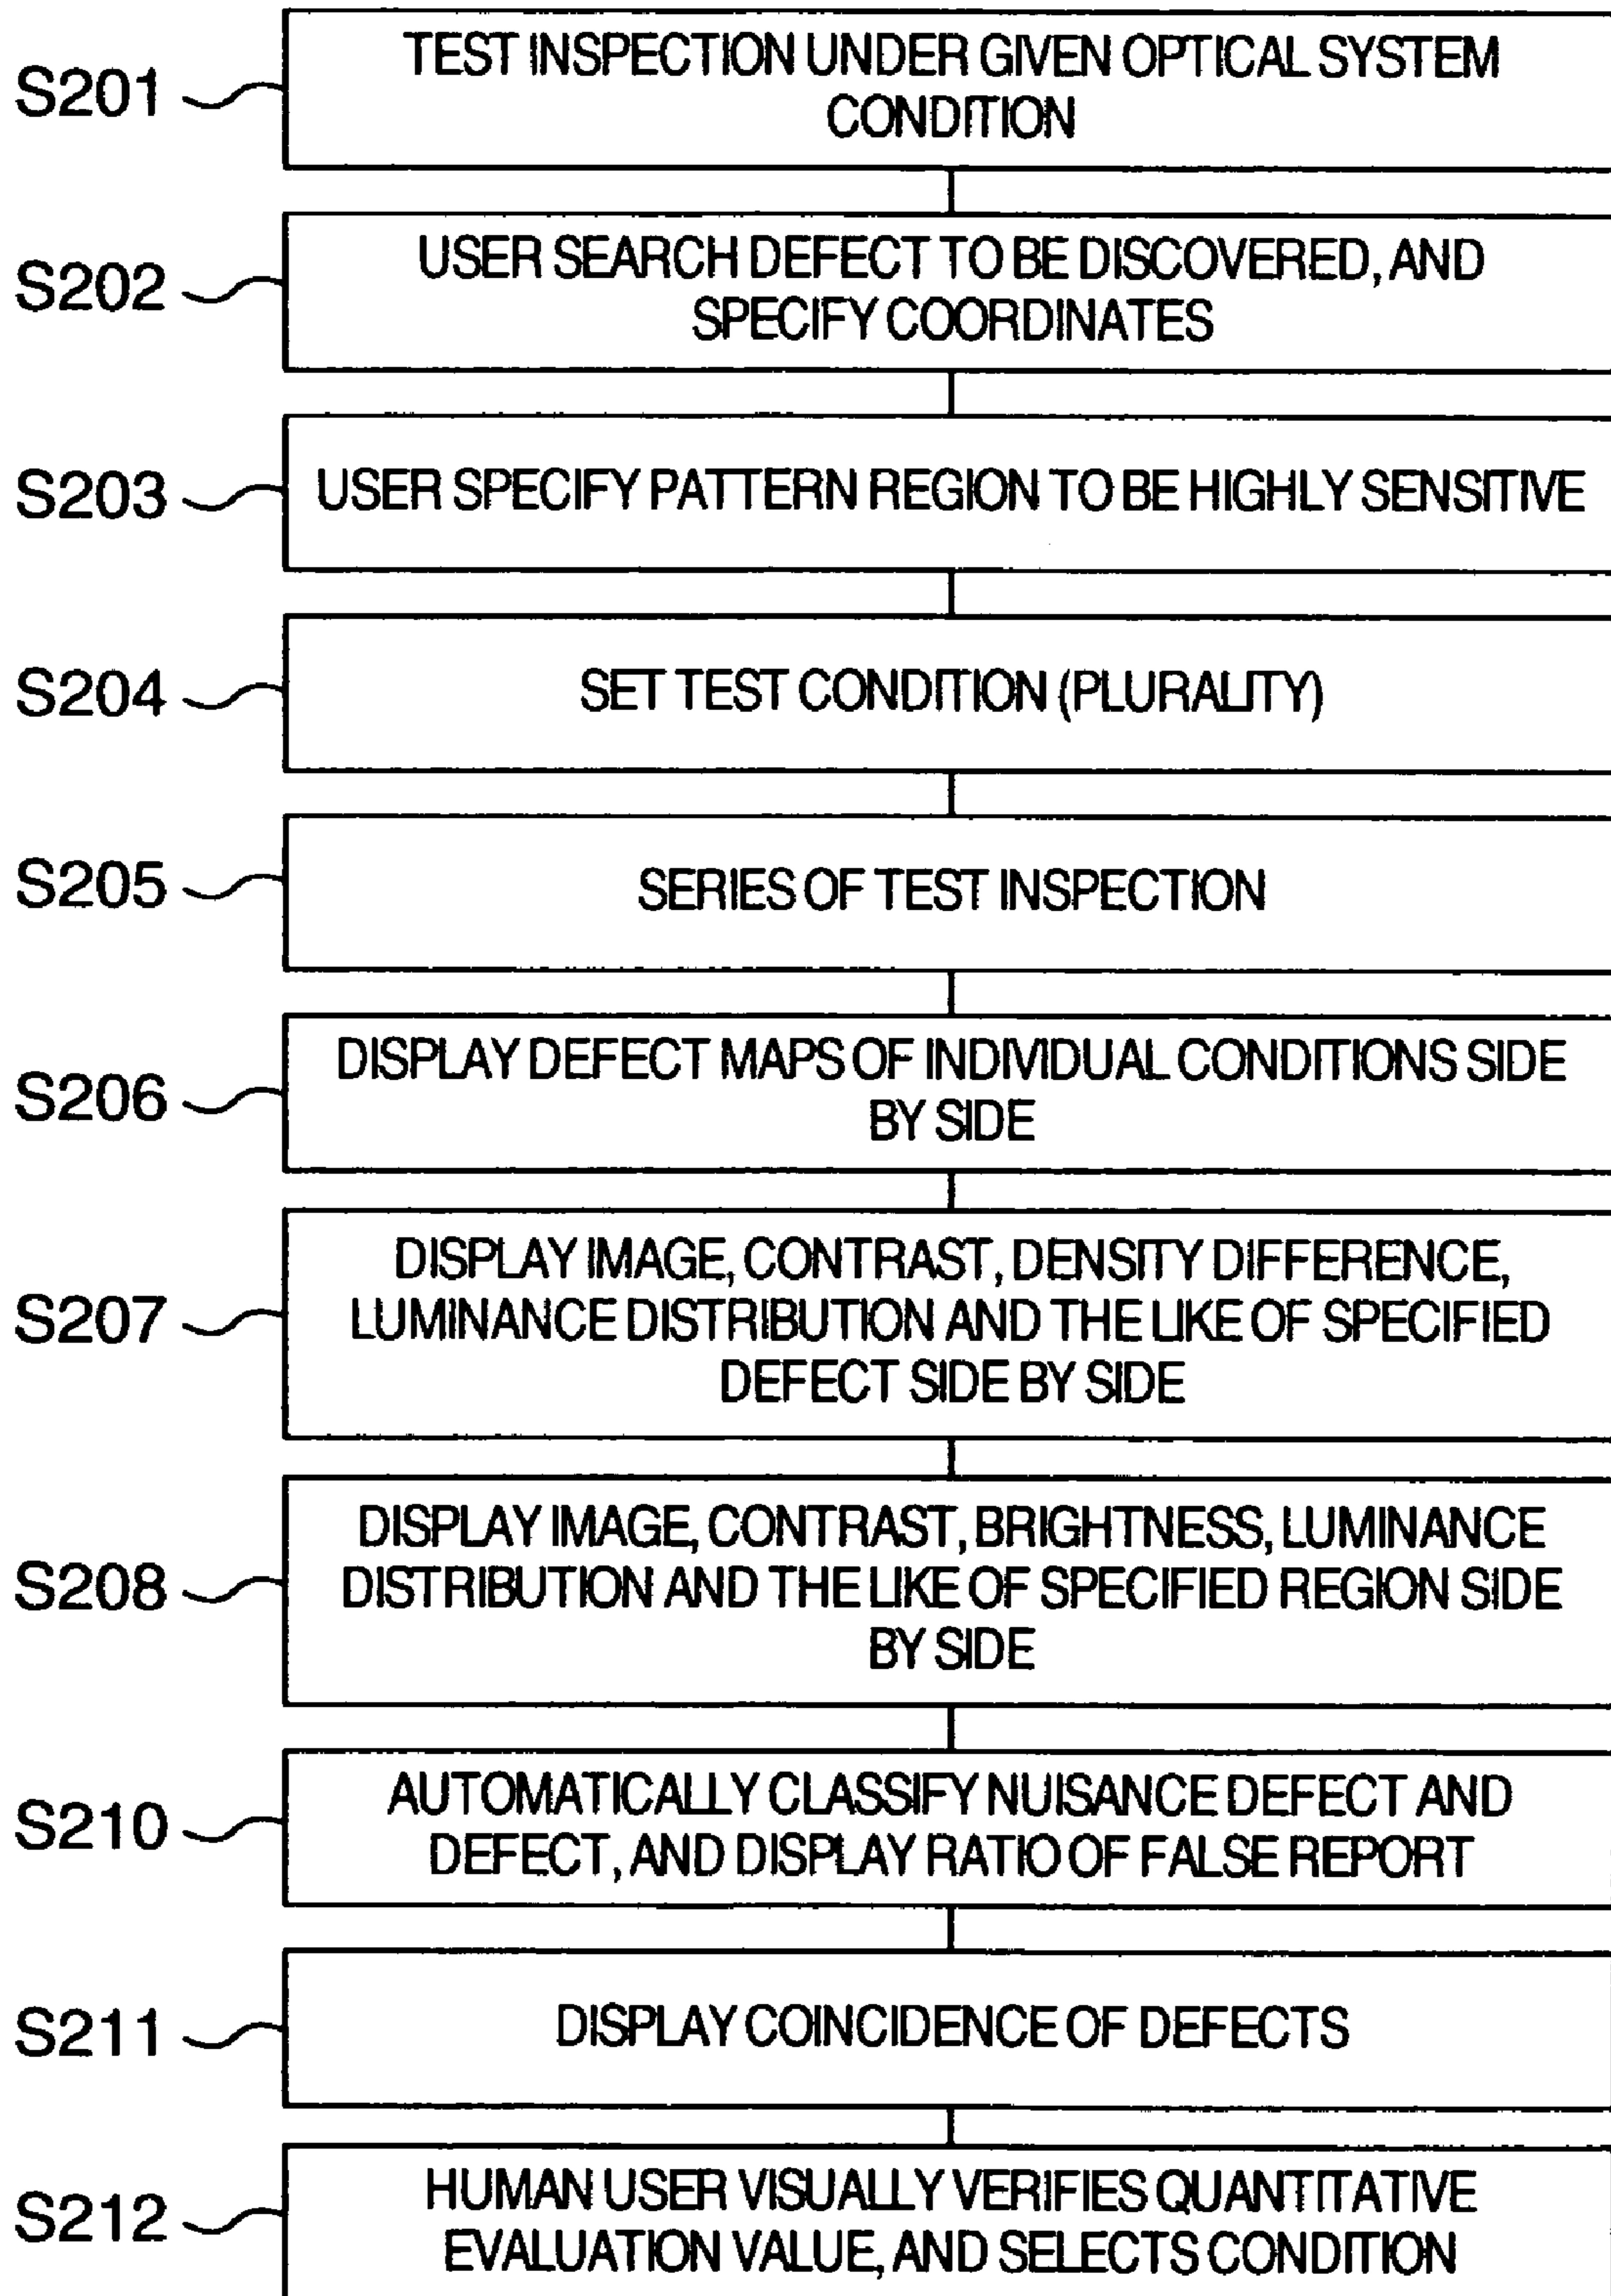 S201
TEST INSPECTION UNDER GIVEN OPTICAL SYSTEM
CONDITION
S202
USER SEARCH DEFECT TO BE DISCOVERED, AND
SPECIFY COORDINATES
S203
USER SPECIFY PATTERN REGION TO BE HIGHLY SENSITIVE
S204
SET TEST CONDITION (PLURALITY)
S205
SERIES OF TEST INSPECTION
S206
DISPLAY DEFECT MAPS OF INDIVIDUAL CONDITIONS SIDE
BY SIDE
S207
DISPLAY IMAGE, CONTRAST, DENSITY DIFFERENCE,
LUMINANCE DISTRIBUTION AND THE LIKE OF SPECIFIED
DEFECT SIDE BY SIDE
S208
DISPLAY IMAGE, CONTRAST, BRIGHTNESS, LUMINANCE
DISTRIBUTION AND THE LIKE OF SPECIFIED REGION SIDE
BY SIDE
S210
AUTOMATICALLY CLASSIFY NUISANCE DEFECT AND
DEFECT, AND DISPLAY RATIO OF FALSE REPORT
S211
DISPLAY COINCIDENCE OF DEFECTS
S212
HUMAN USER VISUALLY VERIFIES QUANTITATIVE
EVALUATION VALUE, AND SELECTS CONDITION